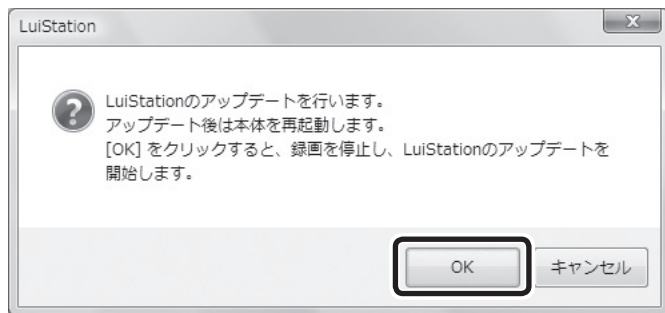 LuiStation
LuiStationのアップデートを行います。
アップデート後は本体を再起動します。
[OK] をクリックすると、録画を停止し、LuiStationのアップデートを
開始します。
OK
キャンセル